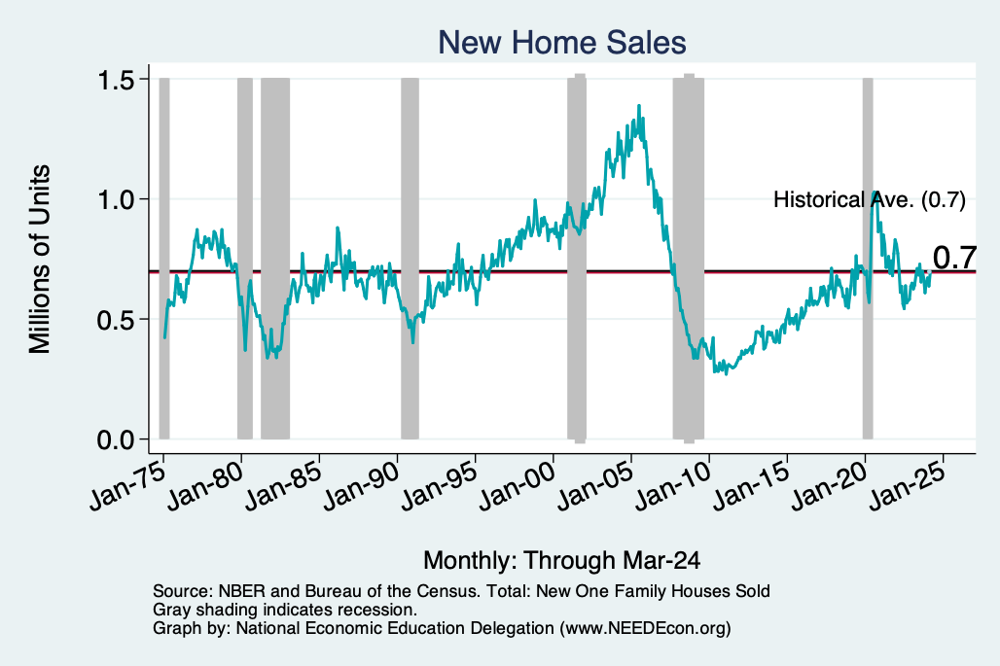 New Home Sales
Millions of Units
1.5
1.0
0.5
0.0
Historical Ave. (0.7)
0.7
Jan-75
Jan-80
Jan-85
Jan-90
Jan-95
Jan-00
Jan-05
Jan-10
Jan-15
Jan-20
Jan-25
Monthly: Through Mar-24
Source: NBER and Bureau of the Census. Total: New One Family Houses Sold
Gray shading indicates recession.
Graph by: National Economic Education Delegation (www.NEEDEcon.org)